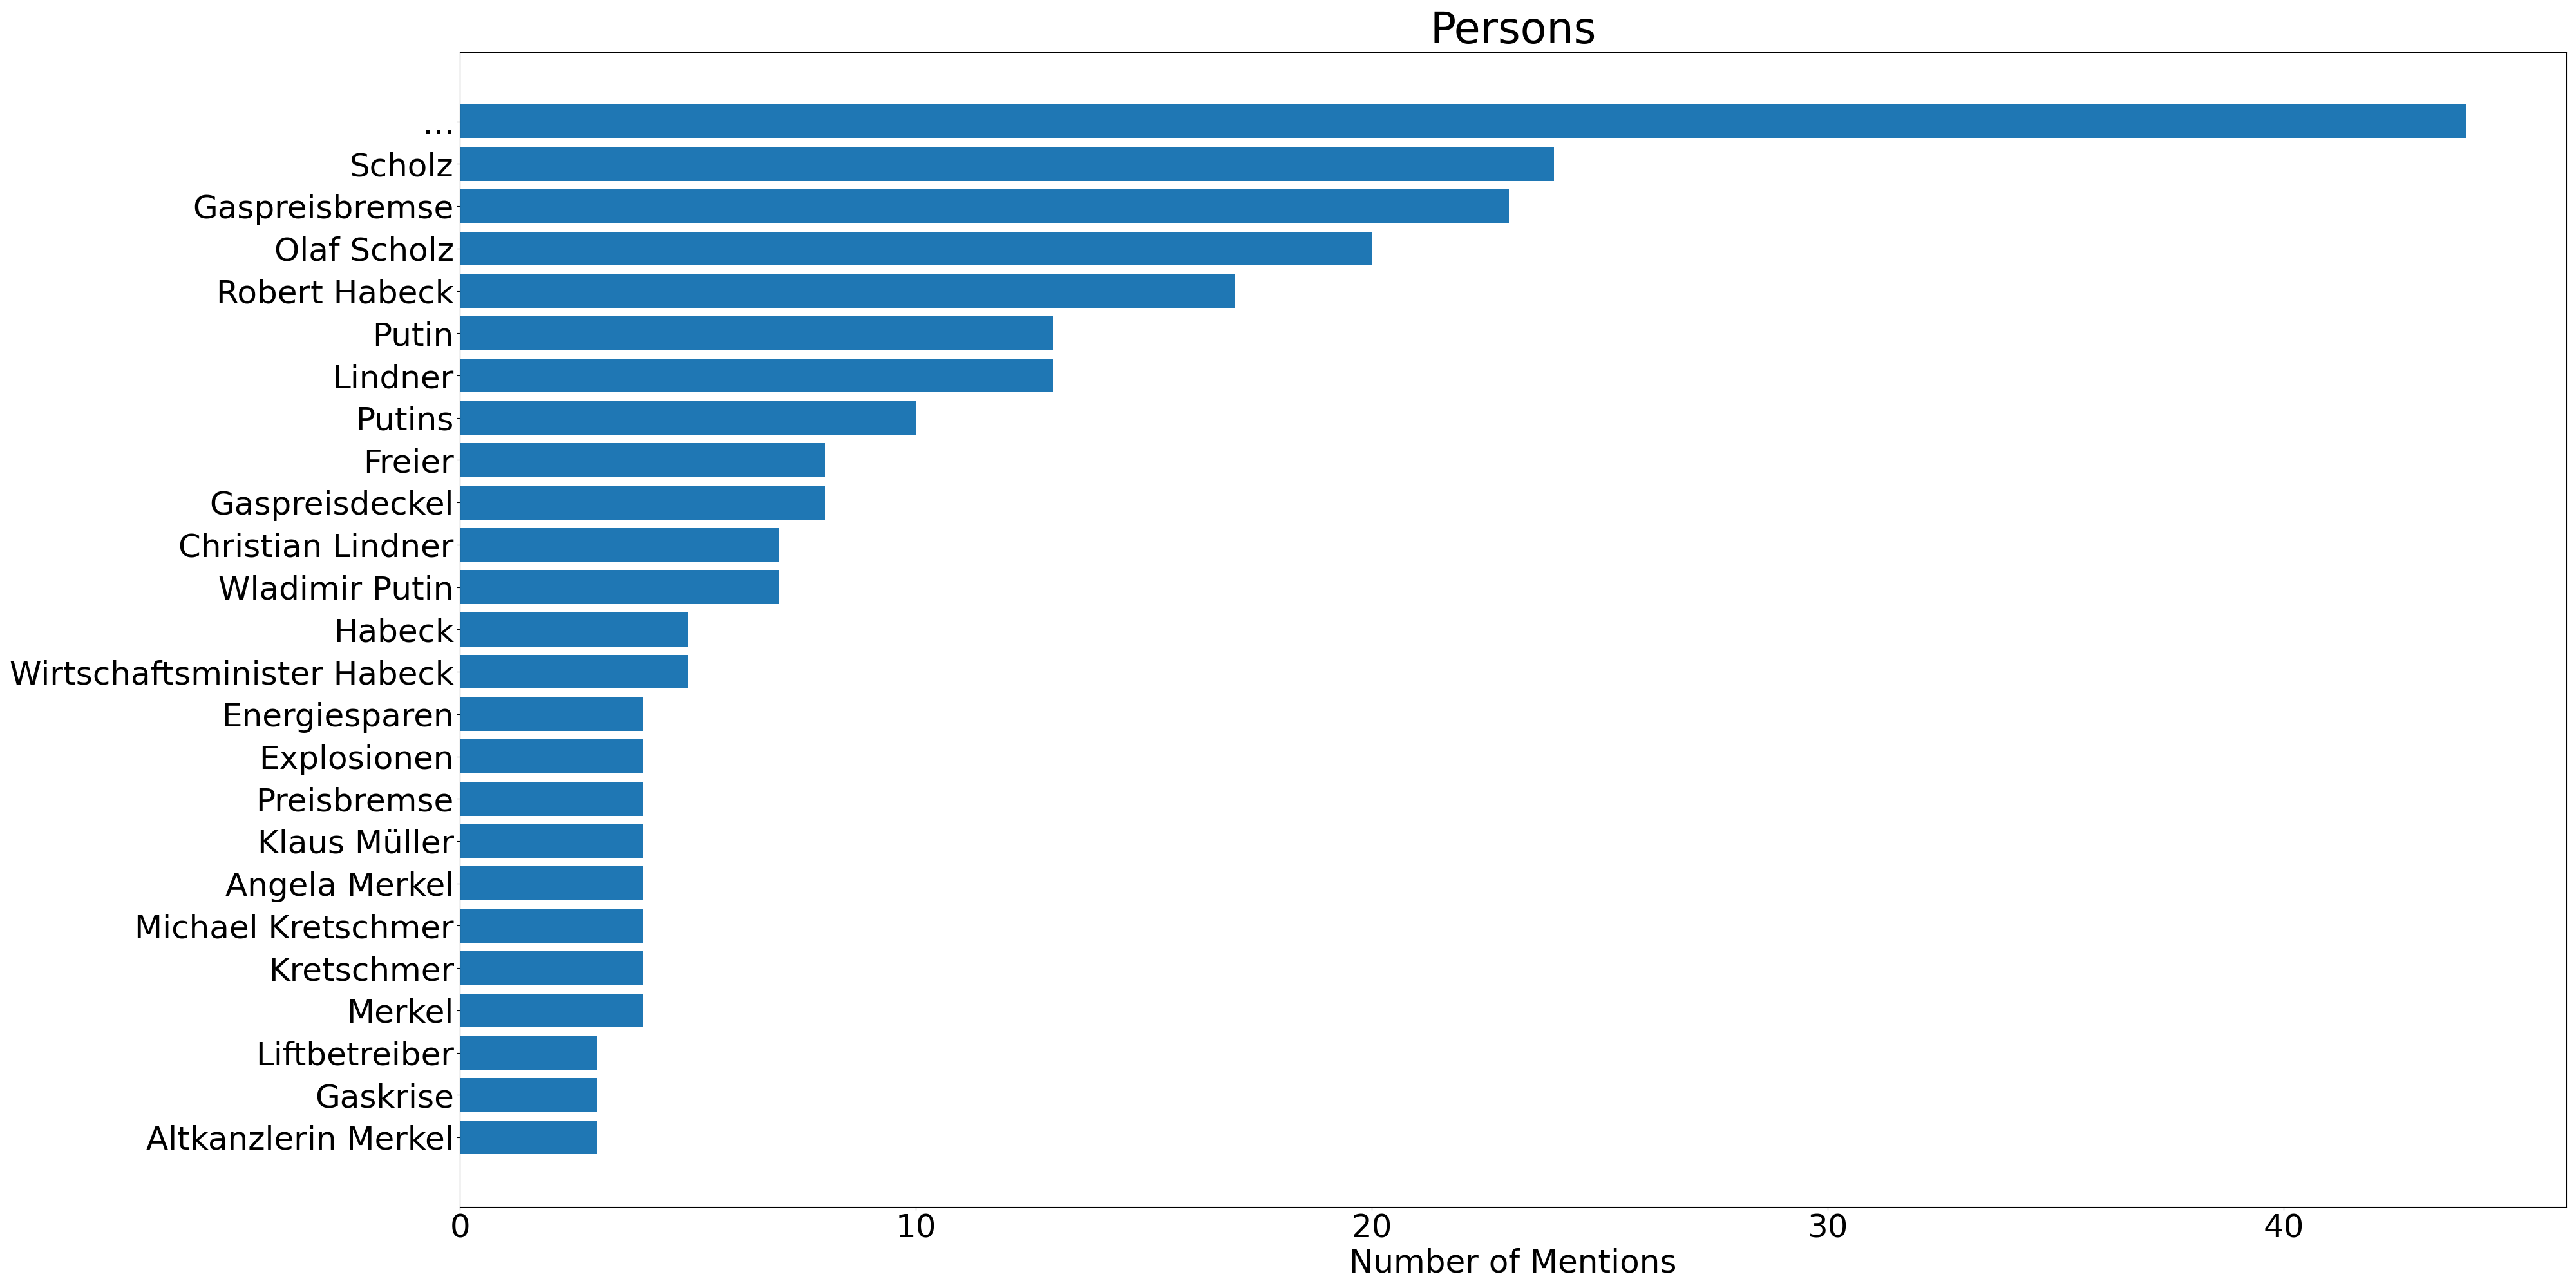 Persons
...
Scholz
Gaspreisbremse
Olaf Scholz
Robert Habeck
Putin
Lindner
Putins
Freier
Gaspreisdeckel
Christian Lindner
Wladimir Putin
Habeck
Wirtschaftsminister Habeck
Energiesparen
Explosionen
Preisbremse
Klaus Müller
Angela Merkel
Michael Kretschmer
Kretschmer
Merkel
Liftbetreiber
Gaskrise
Altkanzlerin Merkel
0 10 20 30 40
Number of Mentions